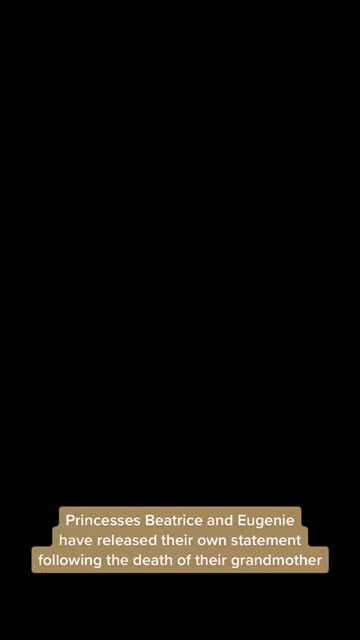 Princesses Beatrice and Eugenie
have released their own statement
following the death of their grandmother